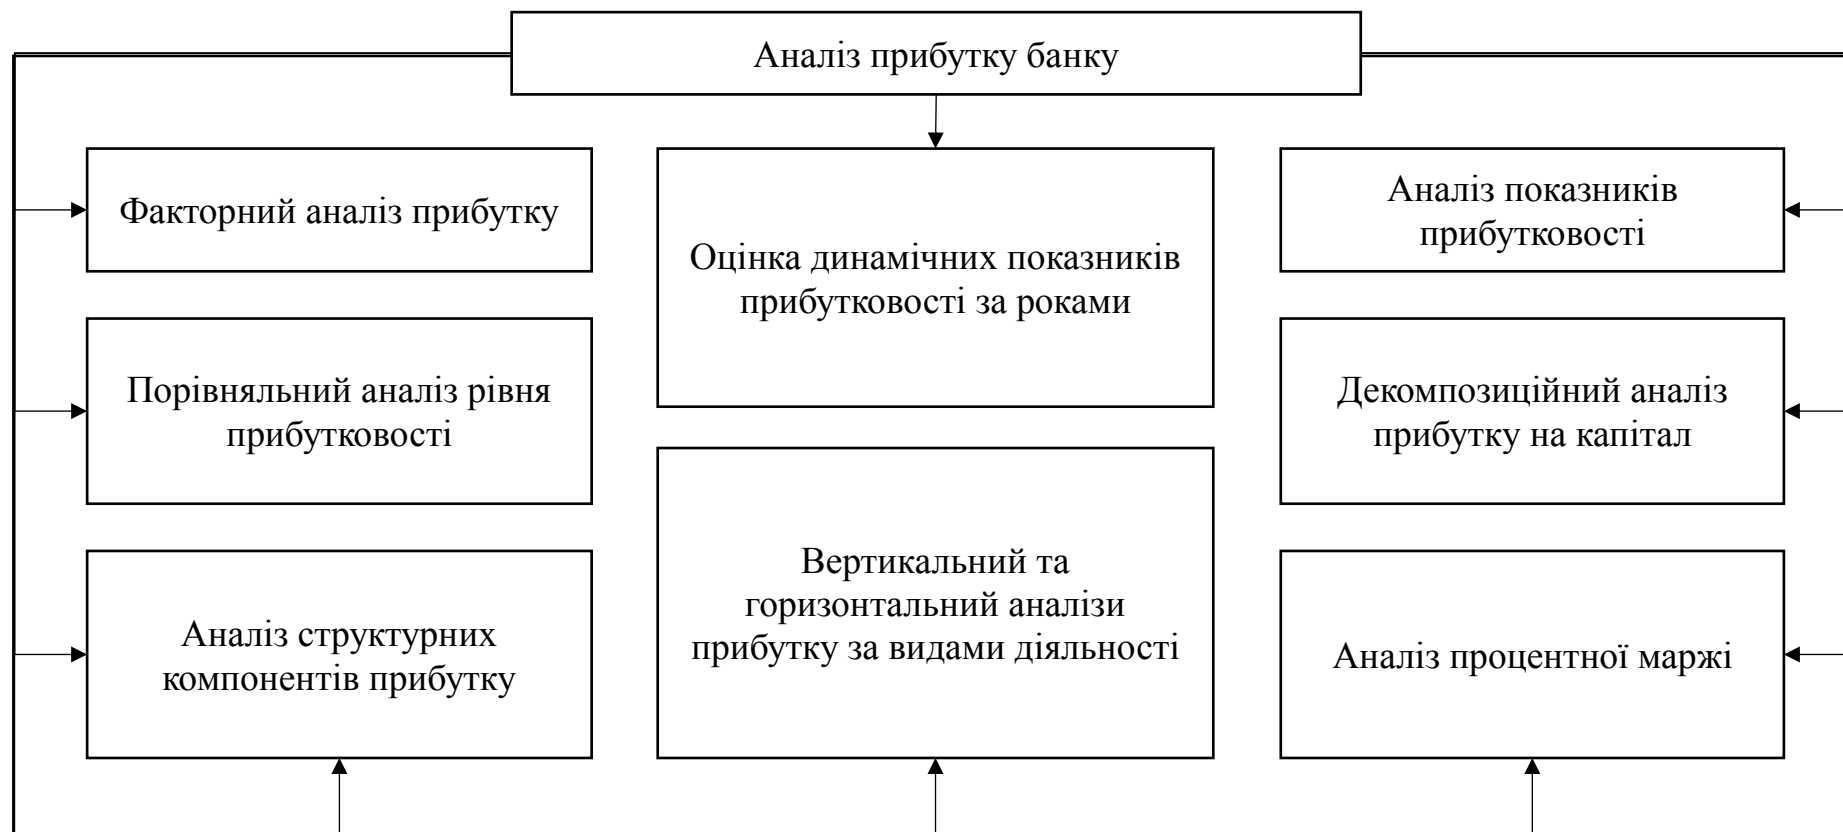 Аналіз прибутку банку
Факторний аналіз прибутку
Порівняльний аналіз рівня
прибутковості
Аналіз структурних
компонентів прибутку
Оцінка динамічних показників
прибутковості за роками
Вертикальний та
горизонтальний аналізи
прибутку за видами діяльності
Аналіз показників
прибутковості
Декомпозиційний аналіз
прибутку на капітал
Аналіз процентної маржі